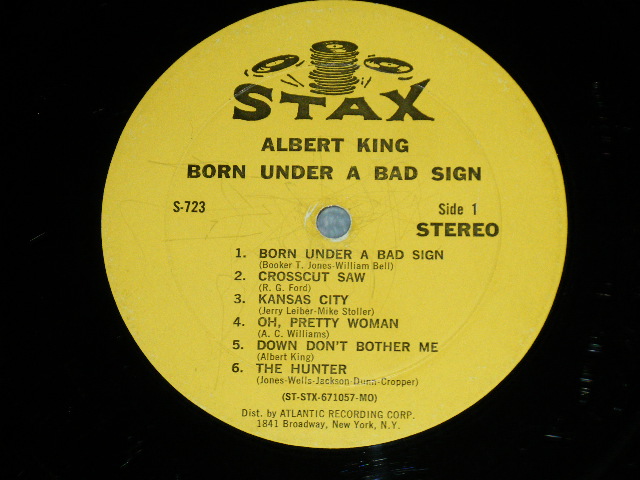 STAX
ALBERT KING
BORN UNDER A BAD SIGN
S-723
Side 1
STEREO
1. BORN UNDER A BAD SIGN
(Booker T. Jones-William Bell)
2. CROSSCUT SAW
(R. G. Ford)
3. KANSAS CITY
(Jerry Leiber-Mike Stoller)
4. OH, PRETTY WOMAN
(A. C. Williams)
5. DOWN DON'T BOTHER ME
(Albert King)
6. THE HUNTER
(Jones-Wells-Jackson-Dunn-Cropper)
(ST-STX-671057-MO)
Dist. by ATLANTIC RECORDING CORP.
1841 Broadway, New York, N.Y.